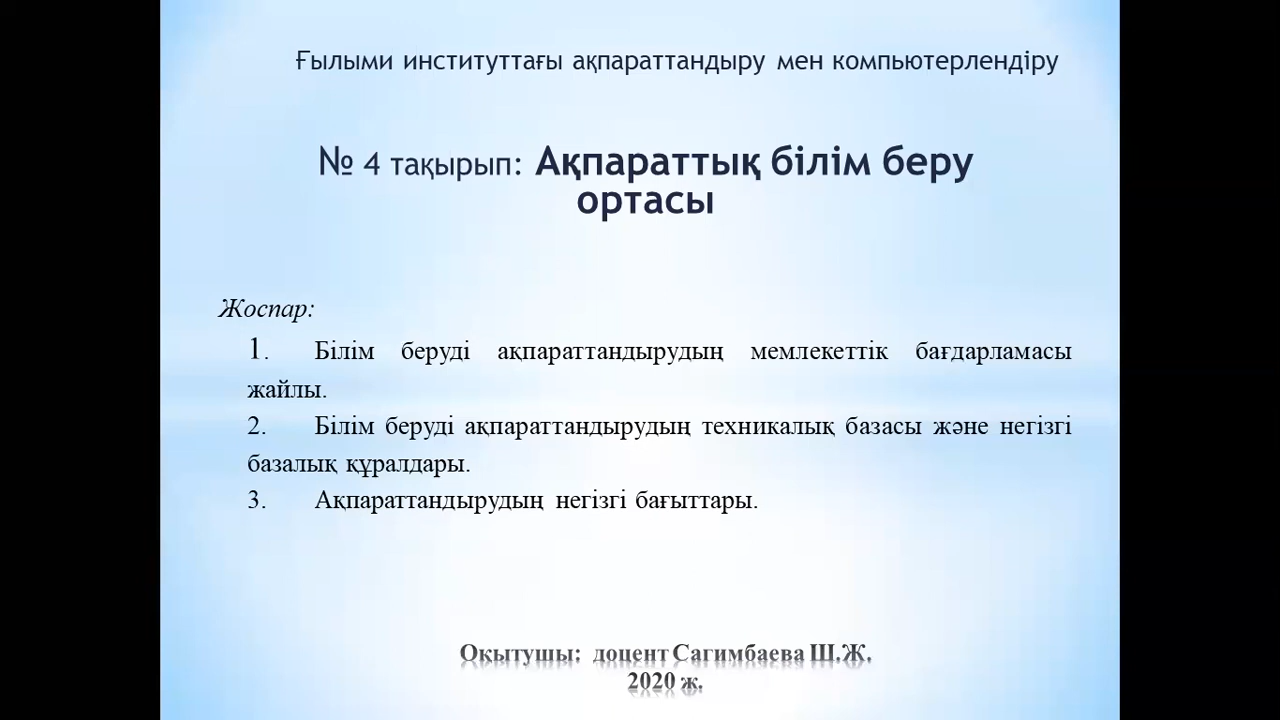 Ғылыми институттағы ақпараттандыру мен компьютерлендіру
№ 4 тақырып: Ақпараттық білім беру
ортасы
Жоспар:
1. Білім беруді ақпараттандырудың мемлекеттік бағдарламасы
жайлы.
2. Білім беруді ақпараттандырудың техникалық базасы және негізгі
базалық құралдары.
3. Ақпараттандырудың негізгі бағыттары.
Оқытушы: доцент Сагимбаева Ш.Ж.
2020 ж.